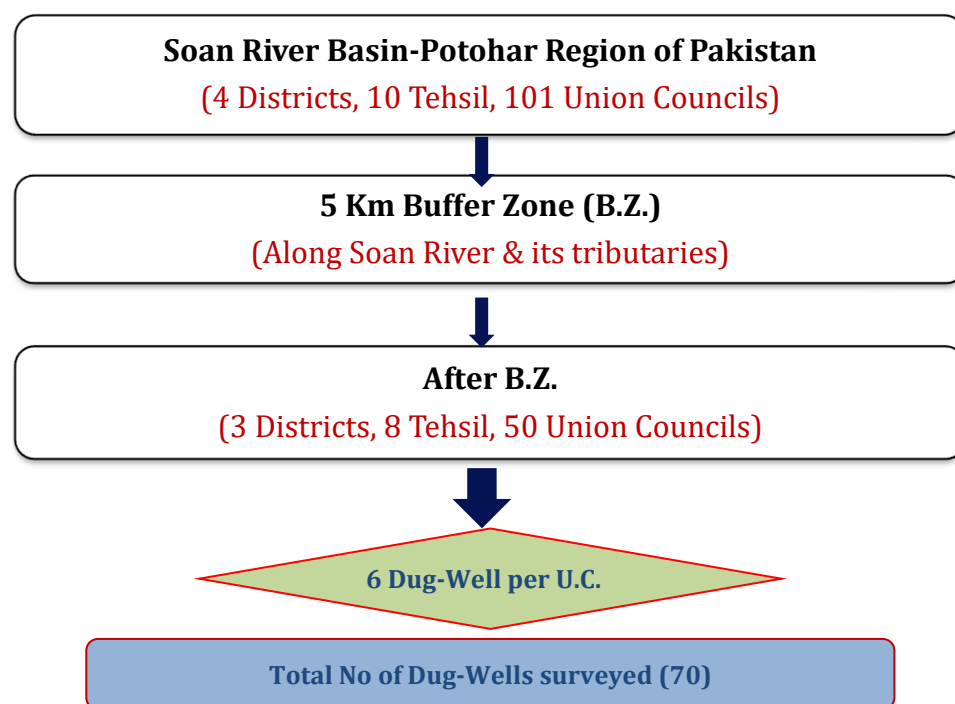 Soan River Basin-Potohar Region of Pakistan
(4 Districts, 10 Tehsil, 101 Union Councils)
5 Km Buffer Zone (B.Z.)
(Along Soan River & its tributaries)
After B.Z.
(3 Districts, 8 Tehsil, 50 Union Councils)
6 Dug-Well per U.C.
Total No of Dug-Wells surveyed (70)